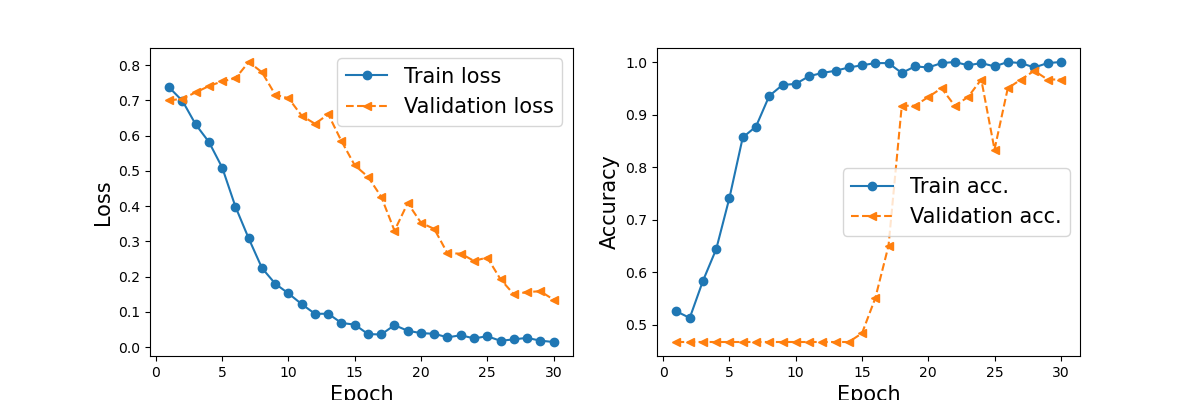 0.8
0.7
0.6
0.5
0.4
0.3
0.2
0.1
0.0
Loss
0 5 10 15 20 25 30
Epoch
Train loss
Validation loss
1.0
0.9
0.8
0.7
0.6
0.5
Accuracy
0 5 10 15 20 25 30
Epoch
Train acc.
Validation acc.